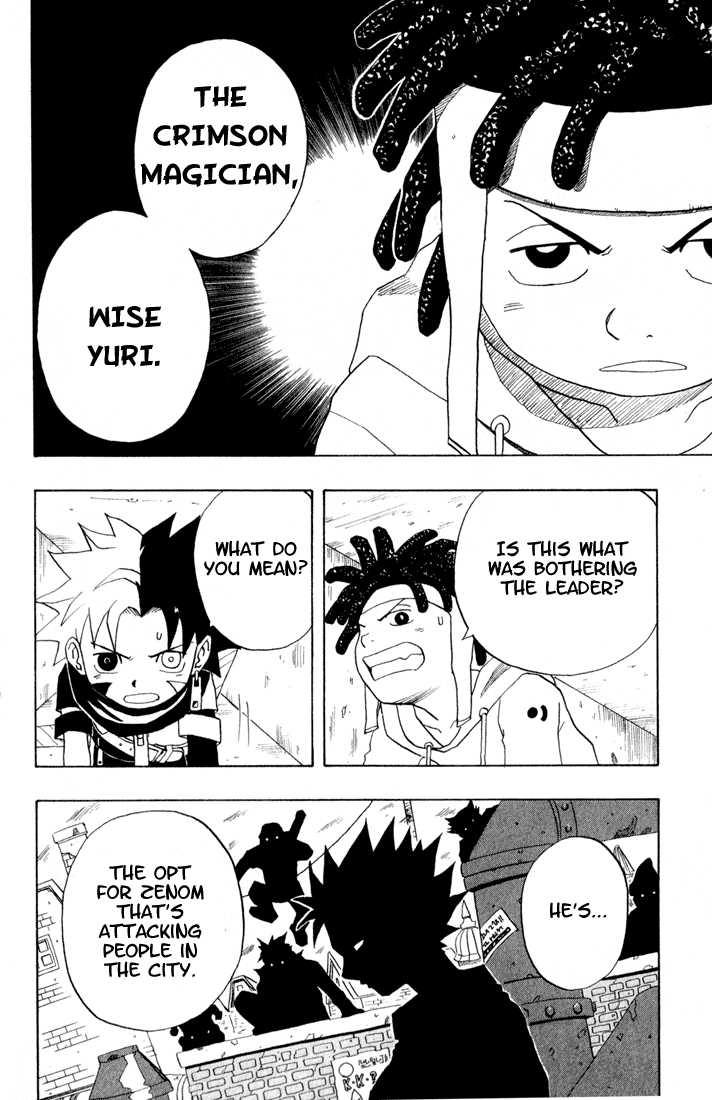 THE
CRIMSON
MAGICIAN,
WISE
YURI.
IS THIS WHAT
WAS BOTHERING
THE LEADER?
WHAT DO
YOU MEAN?
HE'S...
THE OPT
FOR ZENOM
THAT'S
ATTACKING
PEOPLE IN
THE CITY.
K·K·?